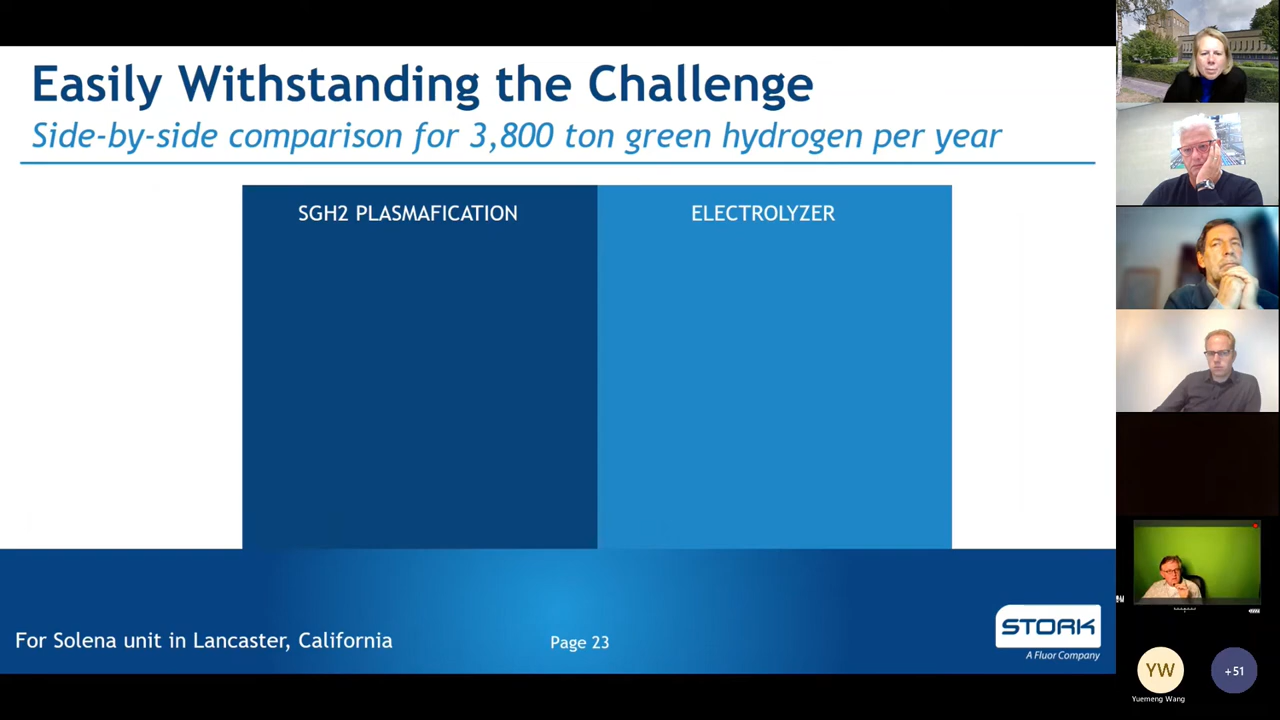 Easily Withstanding the Challenge
Side-by-side comparison for 3,800 ton green hydrogen per year
SGH2 PLASMAFICATION
ELECTROLYZER
For Solena unit in Lancaster, California
Page 23
STORK
A Fluor Company
YW
+51
Yuemeng Wang